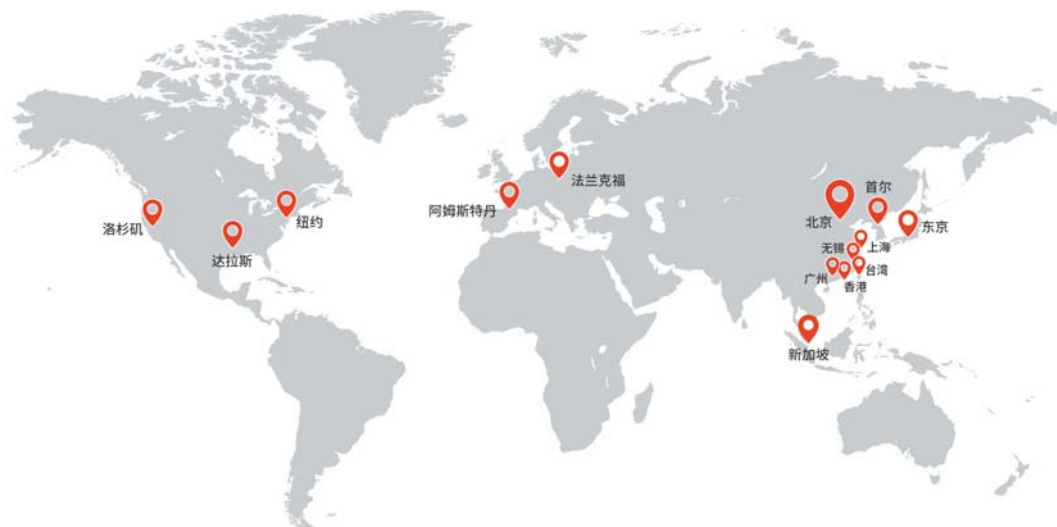 法兰克福
首尔
阿姆斯特丹
北京
东京
洛杉矶
纽约
无锡
上海
达拉斯
台湾
广州
香港
新加坡